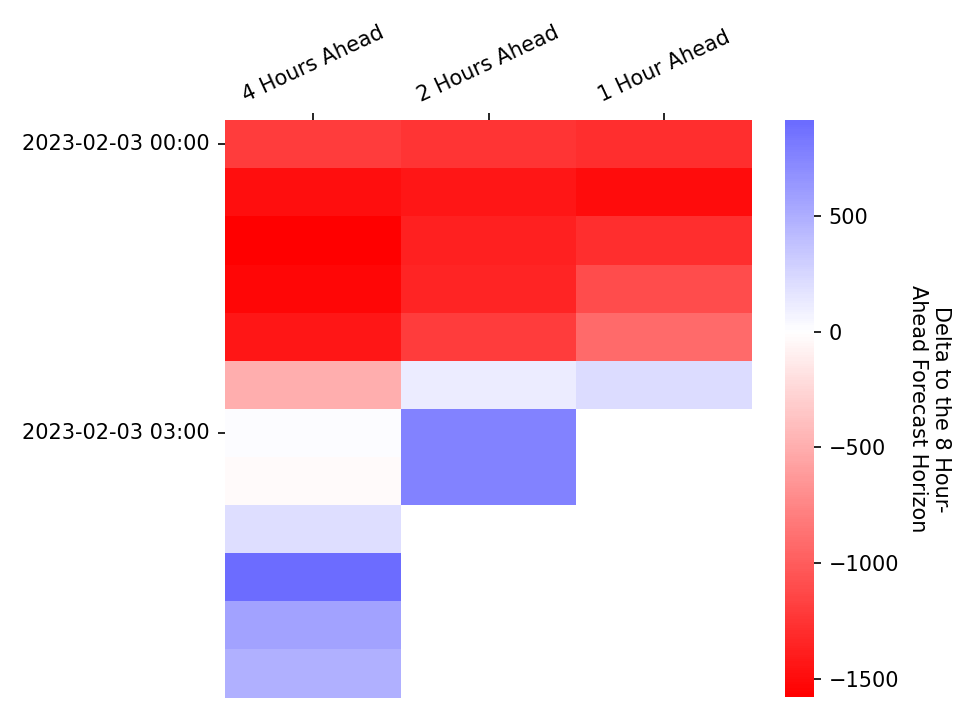 4 Hours Ahead
2 Hours Ahead
1 Hour Ahead
2023-02-03 00:00
2023-02-03 03:00
500
0
−500
−1000
−1500
Delta to the 8 Hour-
Ahead Forecast Horizon